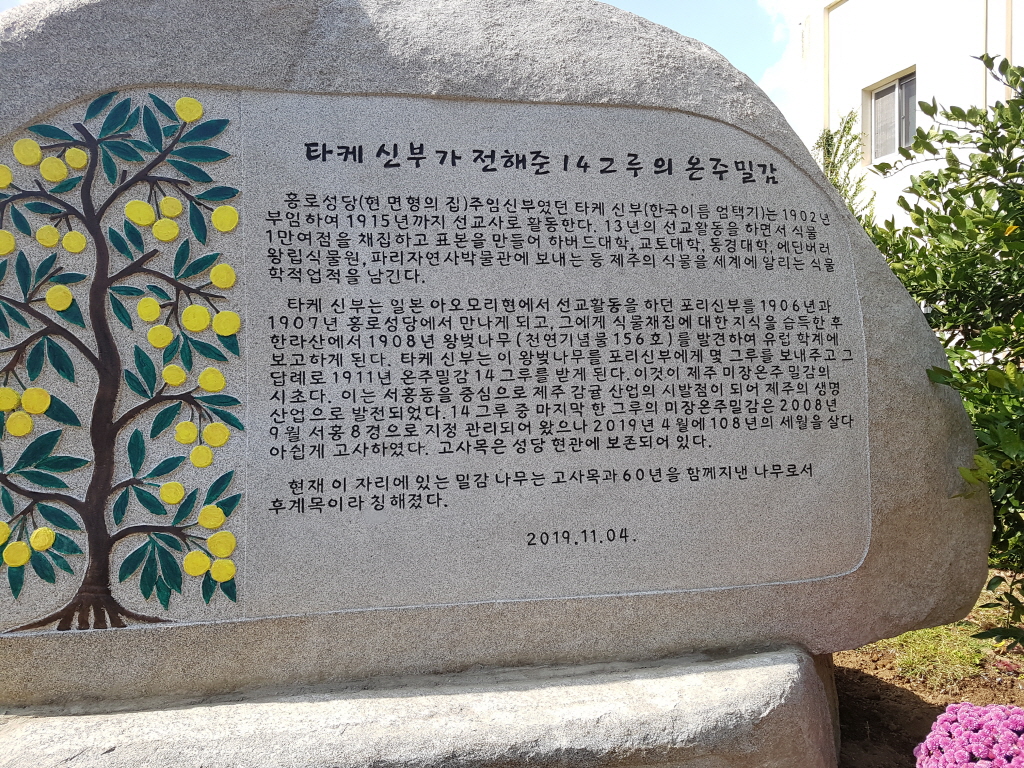 타케 신부가 전해준 14그루의 온주밀감
홍로성당(현 면형의 집)주임신부였던 타케 신부(한국이름 엄택기)는 1902년
부임하여 1915년까지 선교사로 활동한다. 13년의 선교활동을 하면서 식물
1만여점을 채집하고 표본을 만들어 하버드대학, 교토대학, 동경대학, 에딘버러
왕립식물원, 파리자연사박물관에 보내는 등 제주의 식물을 세계에 알리는 식물
학적업적을 남긴다.
타케 신부는 일본 아오모리현에서 선교활동을 하던 포리신부를 1906년과
1907년 홍로성당에서 만나게 되고, 그에게 식물채집에 대한 지식을 습득한 후
한라산에서 1908년 왕벚나무(천연기념물 156호)를 발견하여 유럽 학계에
보고하게 된다. 타케 신부는 이 왕벚나무를 포리신부에게 몇 그루를 보내주고 그
답례로 1911년 온주밀감 14그루를 받게 된다. 이것이 제주 미장온주 밀감의
시초다. 이는 서홍동을 중심으로 제주 감귤 산업의 시발점이 되어 제주의 생명
산업으로 발전되었다. 14그루 중 마지막 한 그루의 미장온주밀감은 2008년
9월 서홍8경으로 지정 관리되어 왔으나 2019년 4월에 108년의 세월을 살다
아쉽게 고사하였다. 고사목은 성당 현관에 보존되어 있다.
현재 이 자리에 있는 밀감 나무는 고사목과 60년을 함께지낸 나무로서
후계목이라 칭해졌다.
2019.11.04.